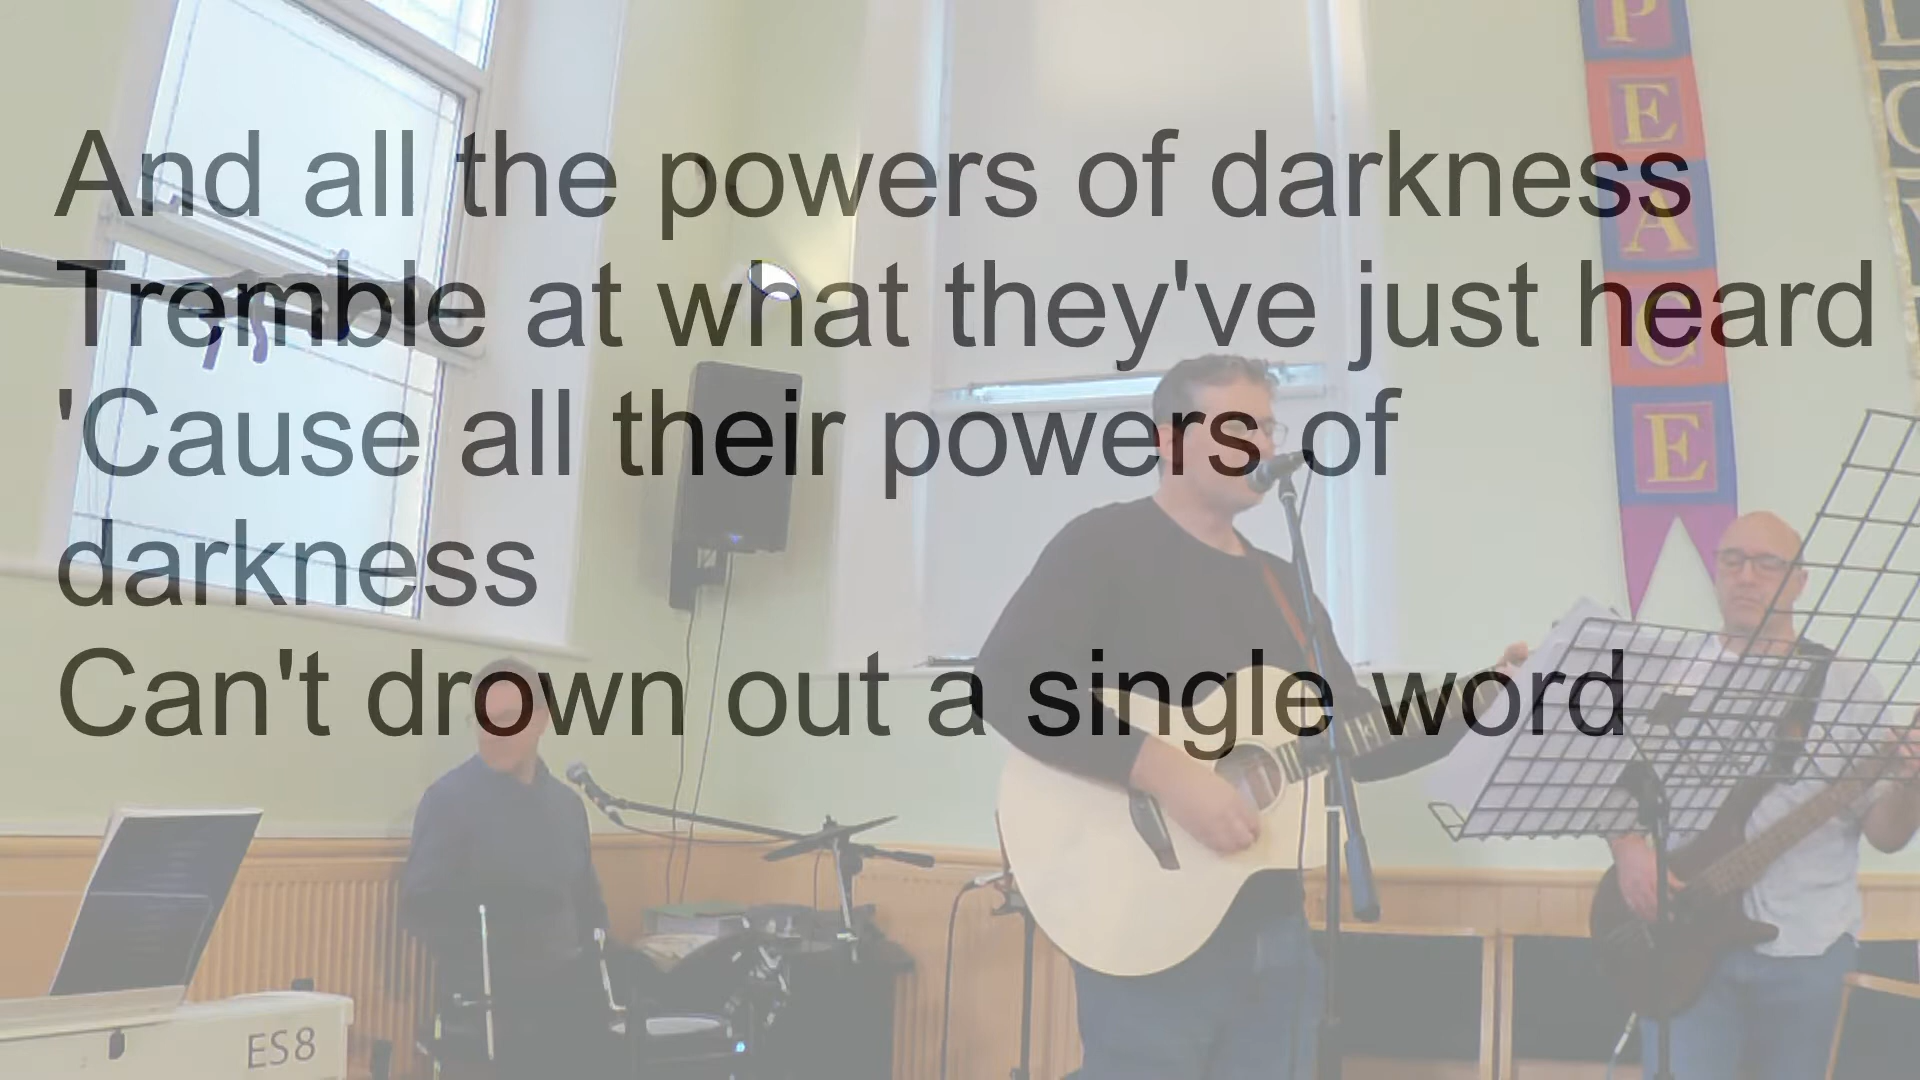 And all the powers of darkness
Tremble at what they've just heard
'Cause all their powers of
darkness
Can't drown out a single word
PEACE
ES8